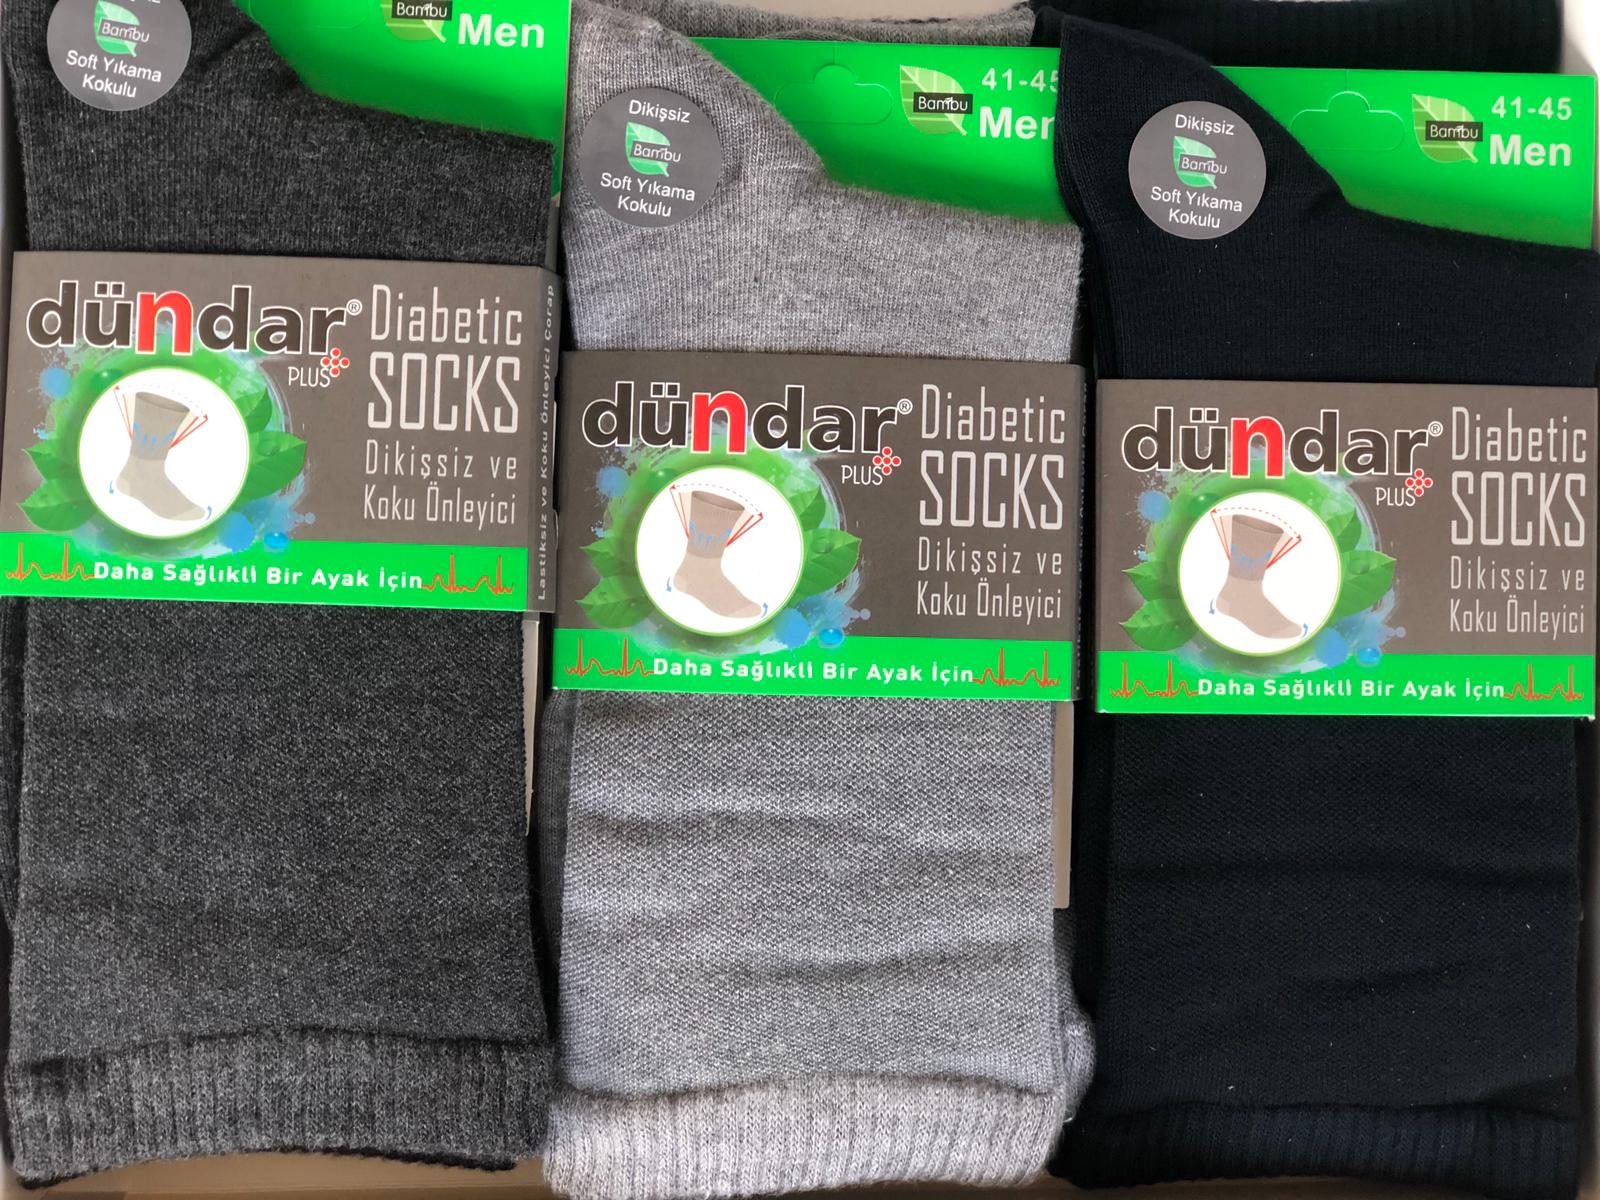 Bambu
Soft Yıkama
Kokulu
Bambu
Men
dündar®
PLUS
Diabetic
SOCKS
Dikişsiz ve
Koku Önleyici
Daha Sağlıklı Bir Ayak İçin
Lastiksiz ve Koku Önleyici Çorap
Dikişsiz
Bambu
Soft Yıkama
Kokulu
Bambu
41-45
Men
dündar®
PLUS
Diabetic
SOCKS
Dikişsiz ve
Koku Önleyici
Daha Sağlıklı Bir Ayak İçin
Dikişsiz
Bambu
Soft Yıkama
Kokulu
Bambu
41-45
Men
dündar®
PLUS
Diabetic
SOCKS
Dikişsiz ve
Koku Önleyici
Daha Sağlıklı Bir Ayak İçin